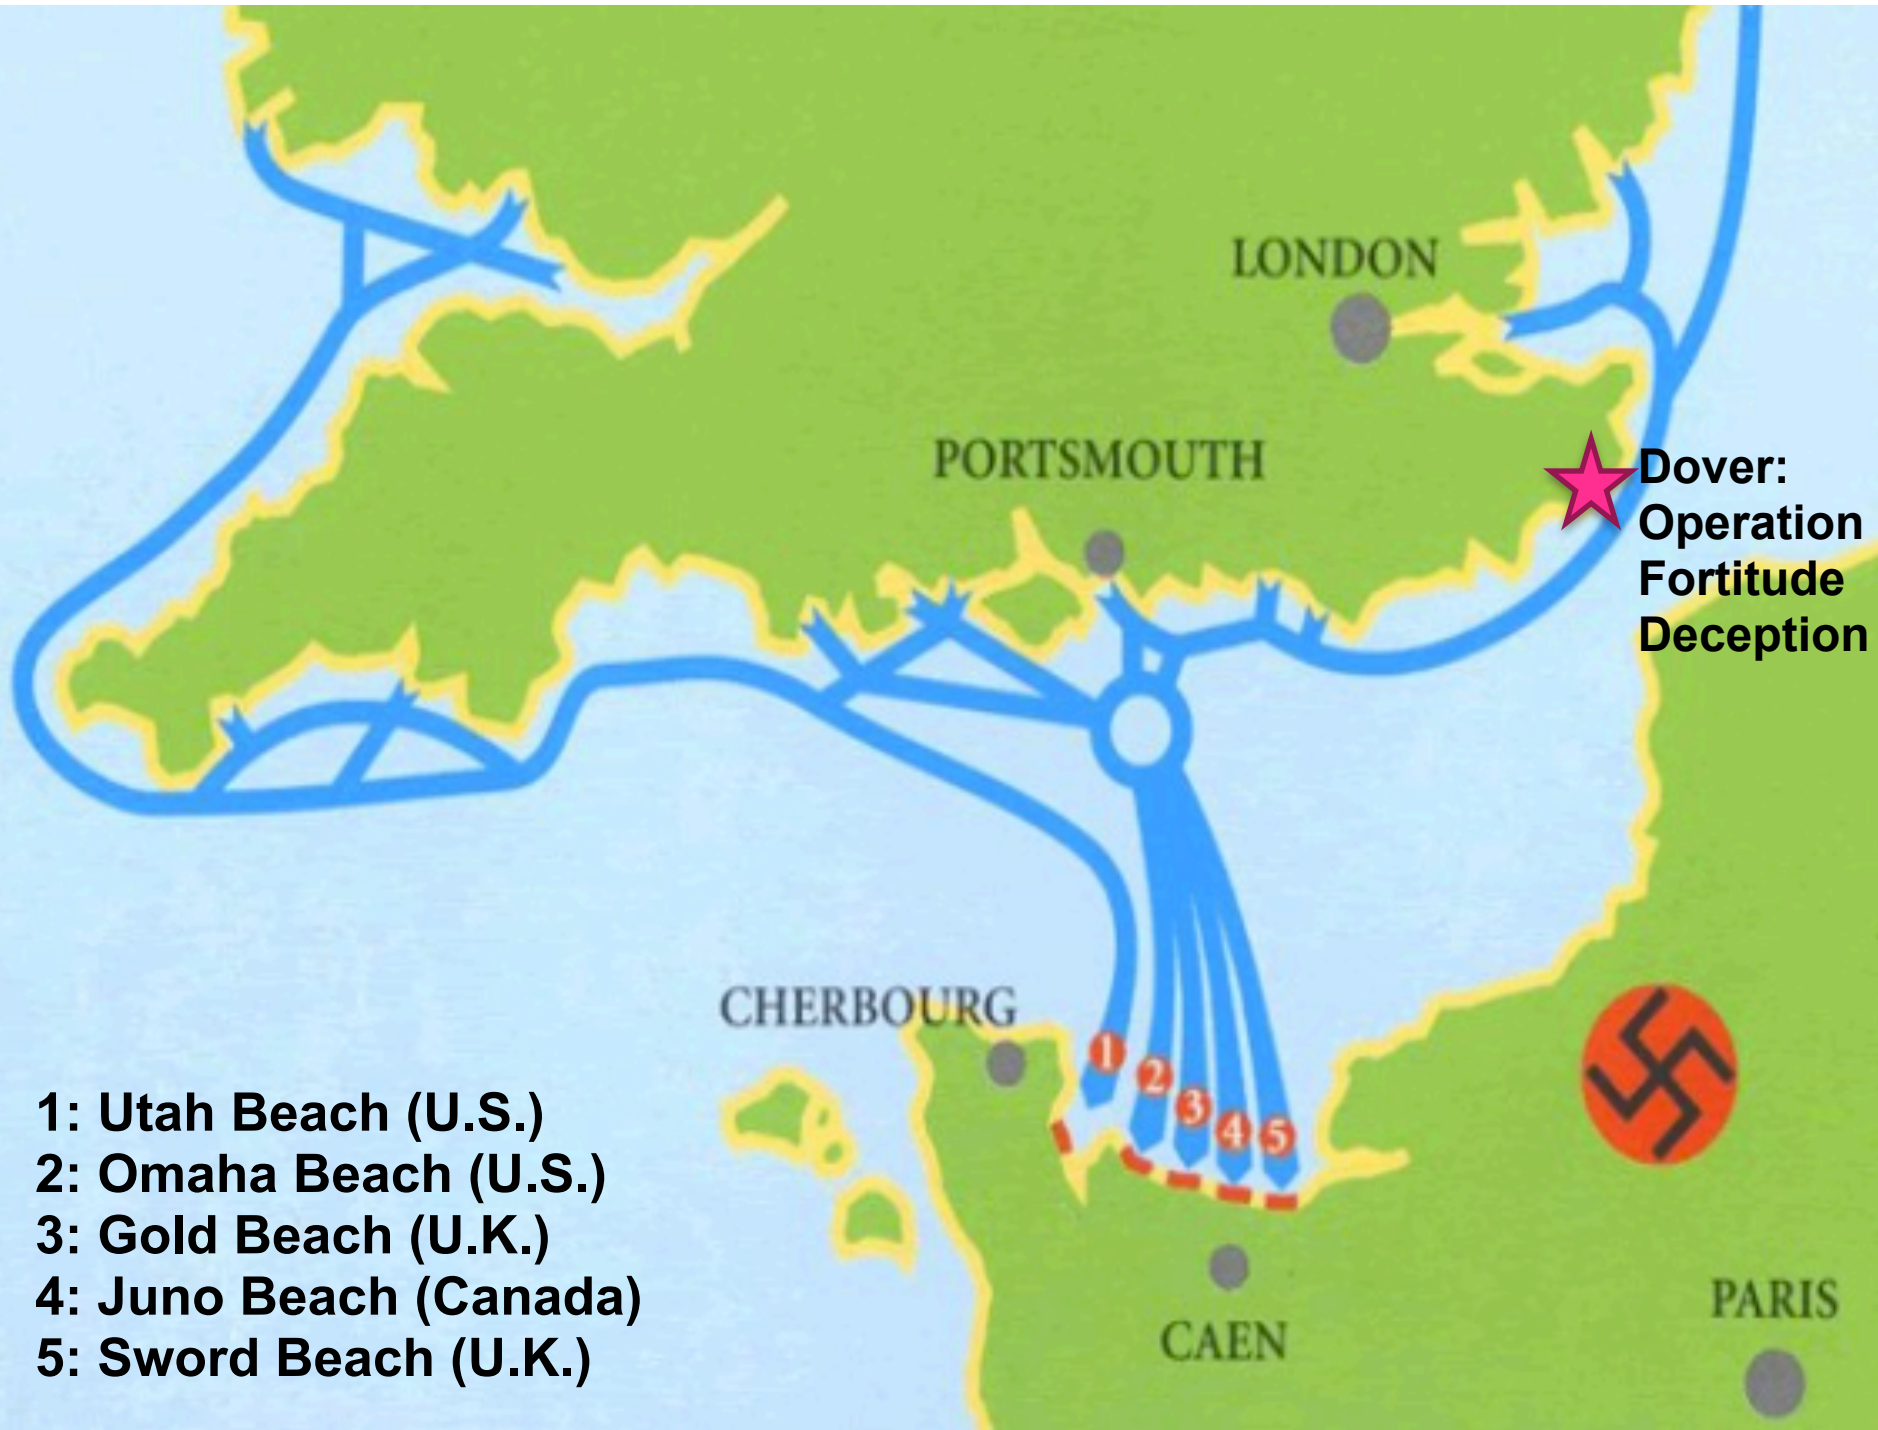 LONDON
PORTSMOUTH
Dover:
Operation
Fortitude
Deception
CHERBOURG
1
2
3
4
5
1: Utah Beach (U.S.)
2: Omaha Beach (U.S.)
3: Gold Beach (U.K.)
4: Juno Beach (Canada)
5: Sword Beach (U.K.)
CAEN
PARIS